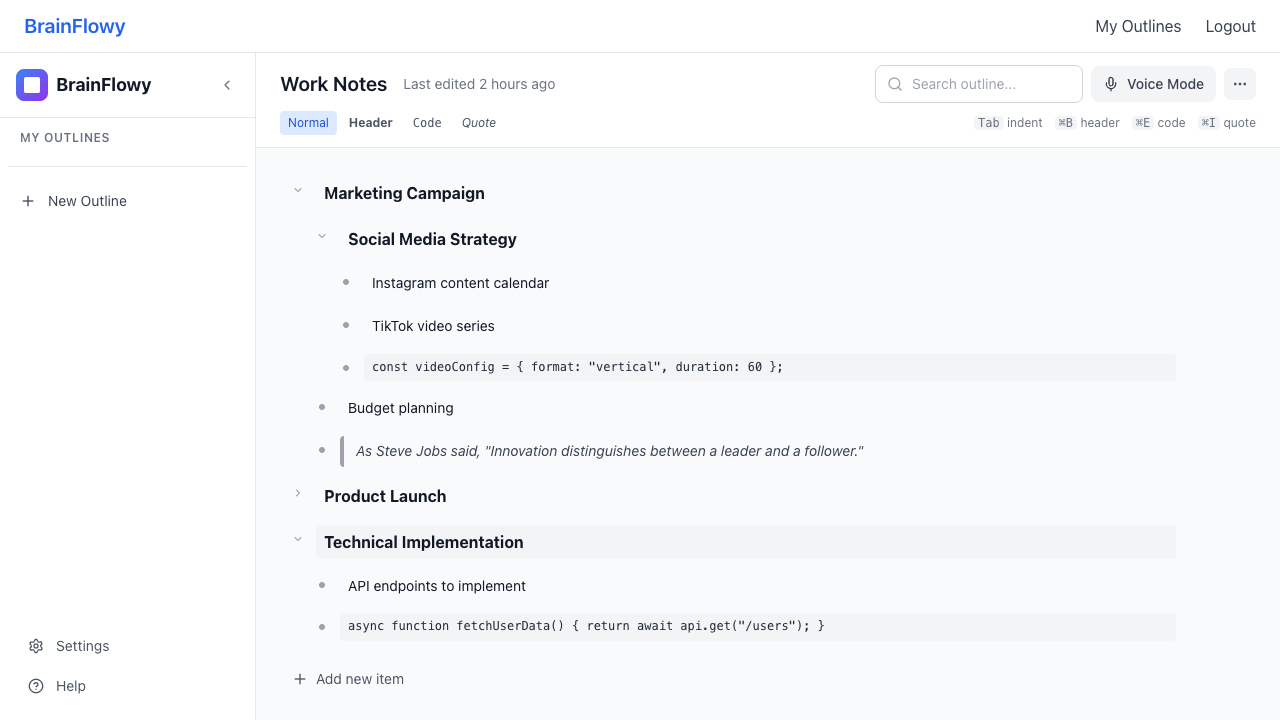 BrainFlowy
My Outlines
Logout
BrainFlowy
MY OUTLINES
New Outline
Settings
Help
Work Notes
Last edited 2 hours ago
Search outline...
Voice Mode
Normal
Header
Code
Quote
Tab indent
⌘B header
⌘E code
⌘I quote
Marketing Campaign
Social Media Strategy
Instagram content calendar
TikTok video series
const videoConfig = { format: "vertical", duration: 60 };
Budget planning
As Steve Jobs said, "Innovation distinguishes between a leader and a follower."
Product Launch
Technical Implementation
API endpoints to implement
async function fetchUserData() { return await api.get("/users"); }
Add new item